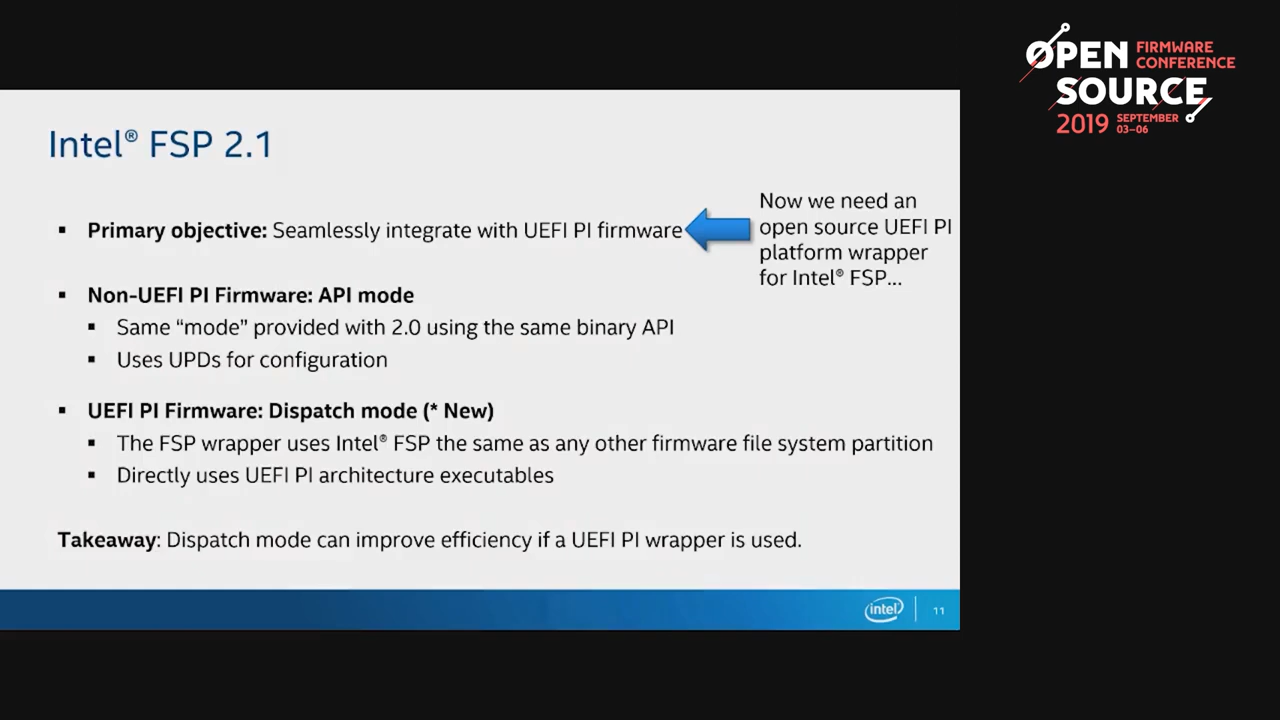 OPEN FIRMWARE CONFERENCE
SOURCE
2019 SEPTEMBER 03–06
Intel® FSP 2.1
▪ Primary objective: Seamlessly integrate with UEFI PI firmware
Now we need an
open source UEFI PI
platform wrapper
for Intel® FSP...
▪ Non-UEFI PI Firmware: API mode
▪ Same “mode” provided with 2.0 using the same binary API
▪ Uses UPDs for configuration
▪ UEFI PI Firmware: Dispatch mode (* New)
▪ The FSP wrapper uses Intel® FSP the same as any other firmware file system partition
▪ Directly uses UEFI PI architecture executables
Takeaway: Dispatch mode can improve efficiency if a UEFI PI wrapper is used.
intel
11